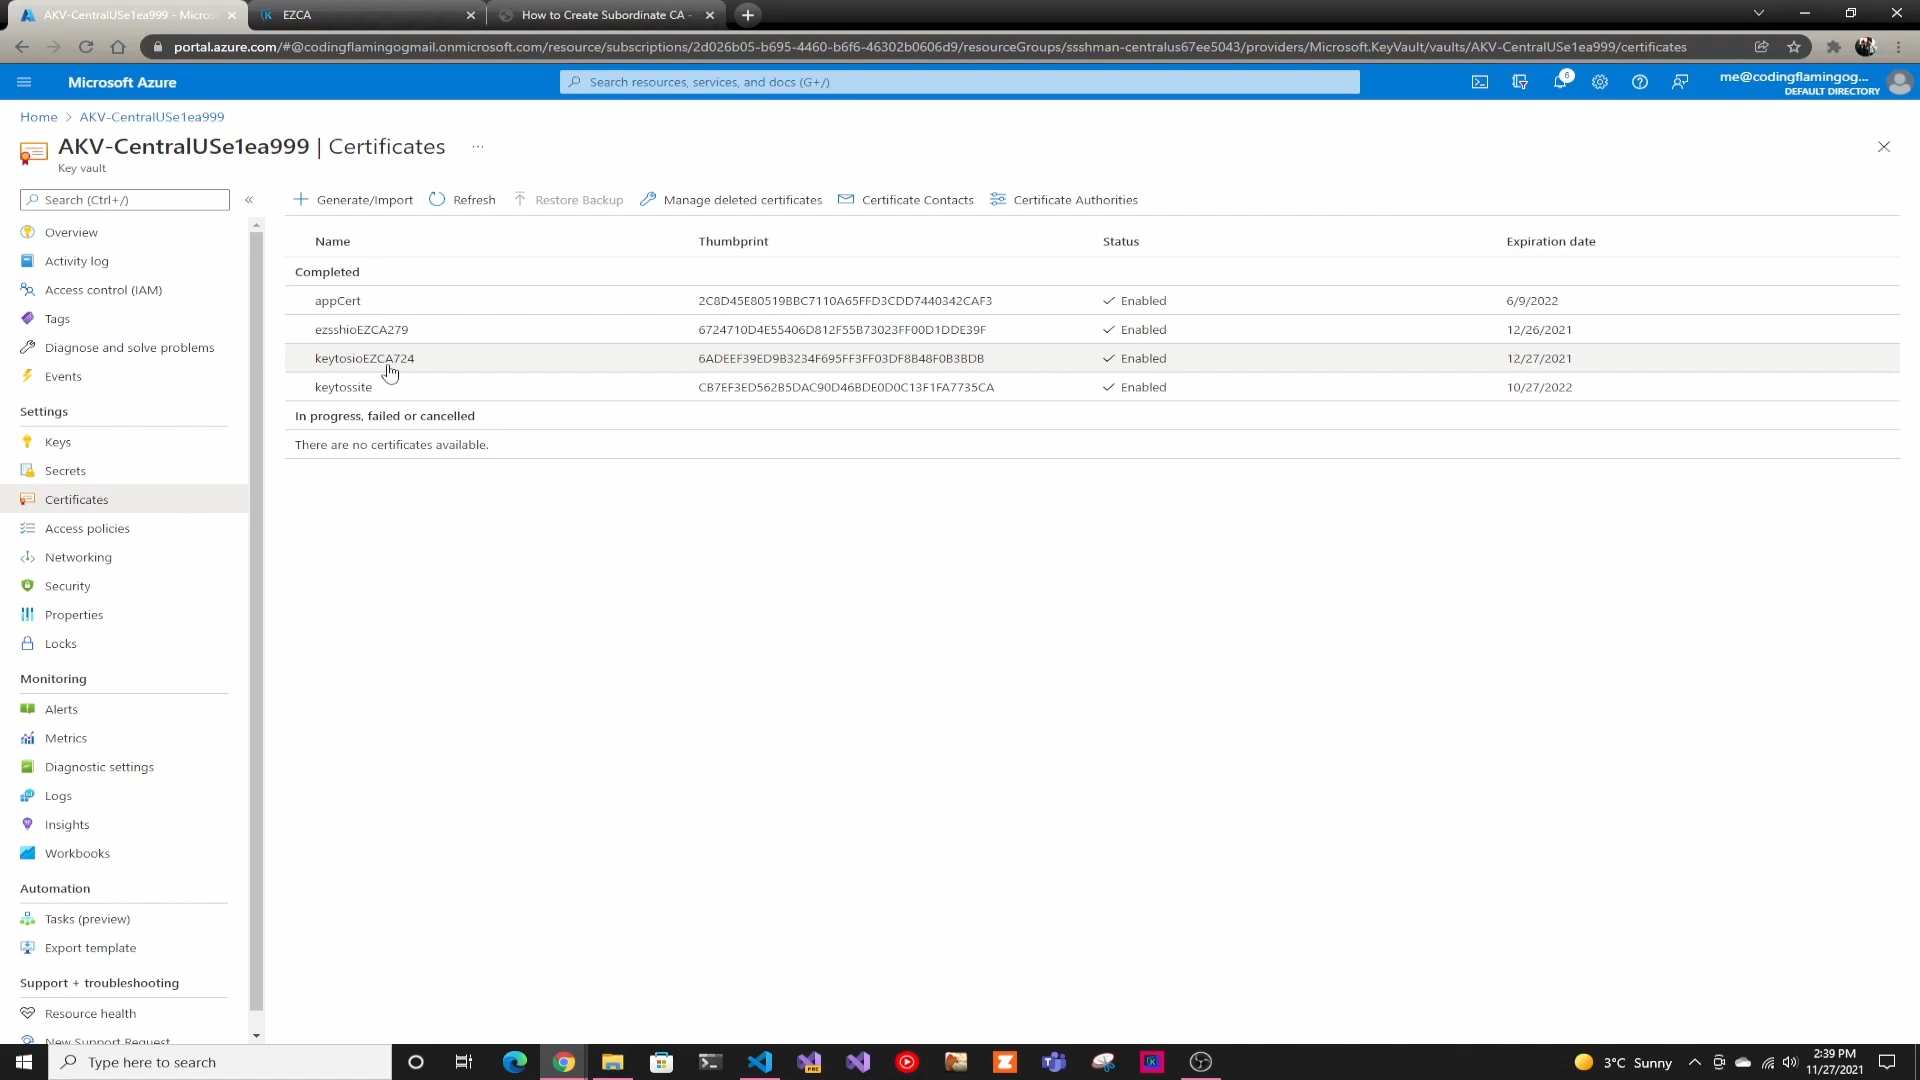 AKV-CentralUSe1ea999 - Micros
EZCA
How to Create Subordinate CA -
portal.azure.com/#@codingflamingogmail.onmicrosoft.com/resource/subscriptions/2d026b05-b695-4460-b6f6-46302b0606d9/resourceGroups/ssshman-centralus67ee5043/providers/Microsoft.KeyVault/vaults/AKV-CentralUSe1ea999/certificates
Microsoft Azure
Search resources, services, and docs (G+/)
6
me@codingflamingog...
DEFAULT DIRECTORY
Home > AKV-CentralUSe1ea999
AKV-CentralUSe1ea999 | Certificates ...
Key vault
Search (Ctrl+/)
«
Generate/Import
Refresh
Restore Backup
Manage deleted certificates
Certificate Contacts
Certificate Authorities
Overview
Activity log
Access control (IAM)
Tags
Diagnose and solve problems
Events
Settings
Keys
Secrets
Certificates
Access policies
Networking
Security
Properties
Locks
Monitoring
Alerts
Metrics
Diagnostic settings
Logs
Insights
Workbooks
Automation
Tasks (preview)
Export template
Support + troubleshooting
Resource health
New Support Request
Name Thumbprint Status Expiration date
Completed
appCert 2C8D45E80519BBC7110A65FFD3CDD7440342CAF3 Enabled 6/9/2022
ezsshioEZCA279 6724710D4E55406D812F55B73023FF00D1DDE39F Enabled 12/26/2021
keytosioEZCA724 6ADEEF39ED9B3234F695FF3FF03DF8B48F0B3BDB Enabled 12/27/2021
keytossite CB7EF3ED562B5DAC90D46BDE0D0C13F1FA7735CA Enabled 10/27/2022
In progress, failed or cancelled
There are no certificates available.
Type here to search
PRE
3°C Sunny
2:39 PM
11/27/2021